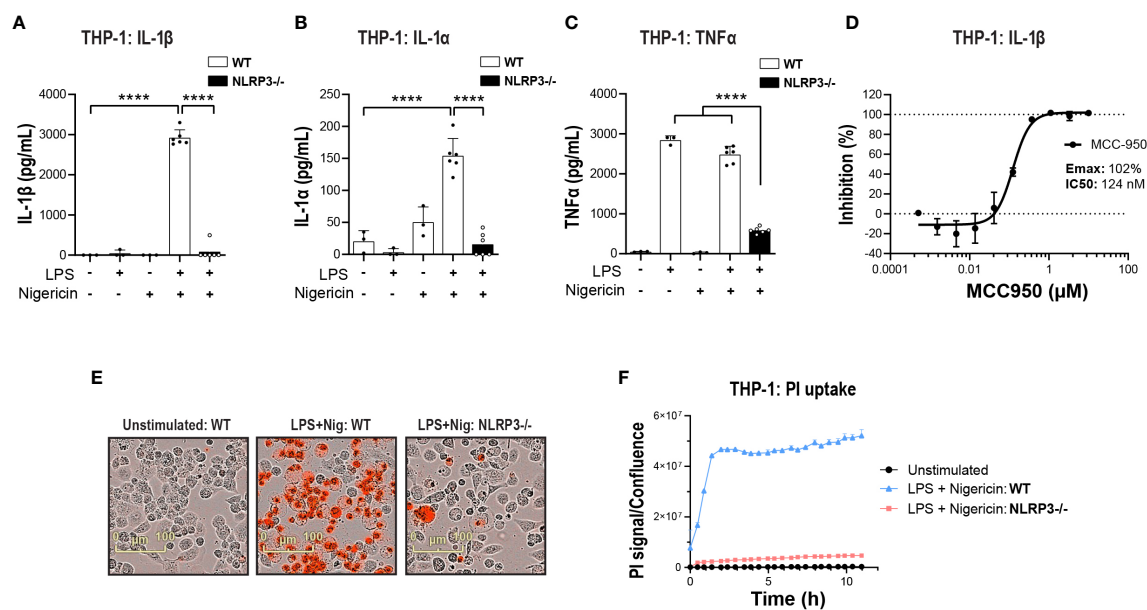 A
THP-1: IL-1β
WT
NLRP3-/-
****
****
4000
3000
2000
1000
0
IL-1β (pg/mL)
LPS - + - + +
Nigericin - - + + +
B
THP-1: IL-1α
WT
NLRP3-/-
****
****
250
200
150
100
50
0
IL-1α (pg/mL)
LPS - + - + +
Nigericin - - + + +
C
THP-1: TNFα
WT
NLRP3-/-
****
4000
3000
2000
1000
0
TNFα (pg/mL)
LPS - + - + +
Nigericin - - + + +
D
THP-1: IL-1β
120
100
80
60
40
20
0
-20
-40
Inhibition (%)
MCC-950
Emax: 102%
IC50: 124 nM
0.0001 0.01 1 100
MCC950 (µM)
E
Unstimulated: WT
LPS+Nig: WT
LPS+Nig: NLRP3-/-
0 µm 100
0 µm 100
0 µm 100
F
THP-1: PI uptake
6×10⁷
4×10⁷
2×10⁷
0
PI signal/Confluence
0 5 10
Time (h)
Unstimulated
LPS + Nigericin: WT
LPS + Nigericin: NLRP3-/-